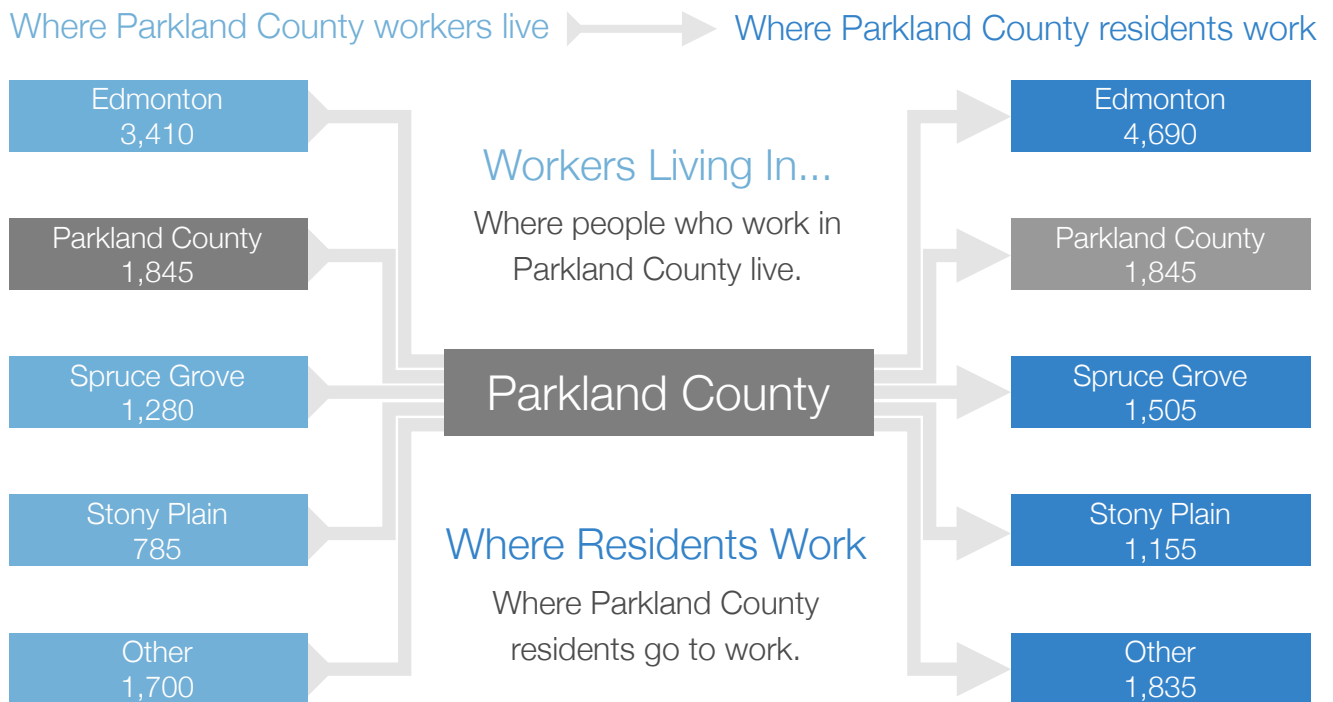 Where Parkland County workers live
Where Parkland County residents work
Edmonton
3,410
Parkland County
1,845
Spruce Grove
1,280
Stony Plain
785
Other
1,700
Workers Living In...
Where people who work in
Parkland County live.
Parkland County
Where Residents Work
Where Parkland County
residents go to work.
Edmonton
4,690
Parkland County
1,845
Spruce Grove
1,505
Stony Plain
1,155
Other
1,835